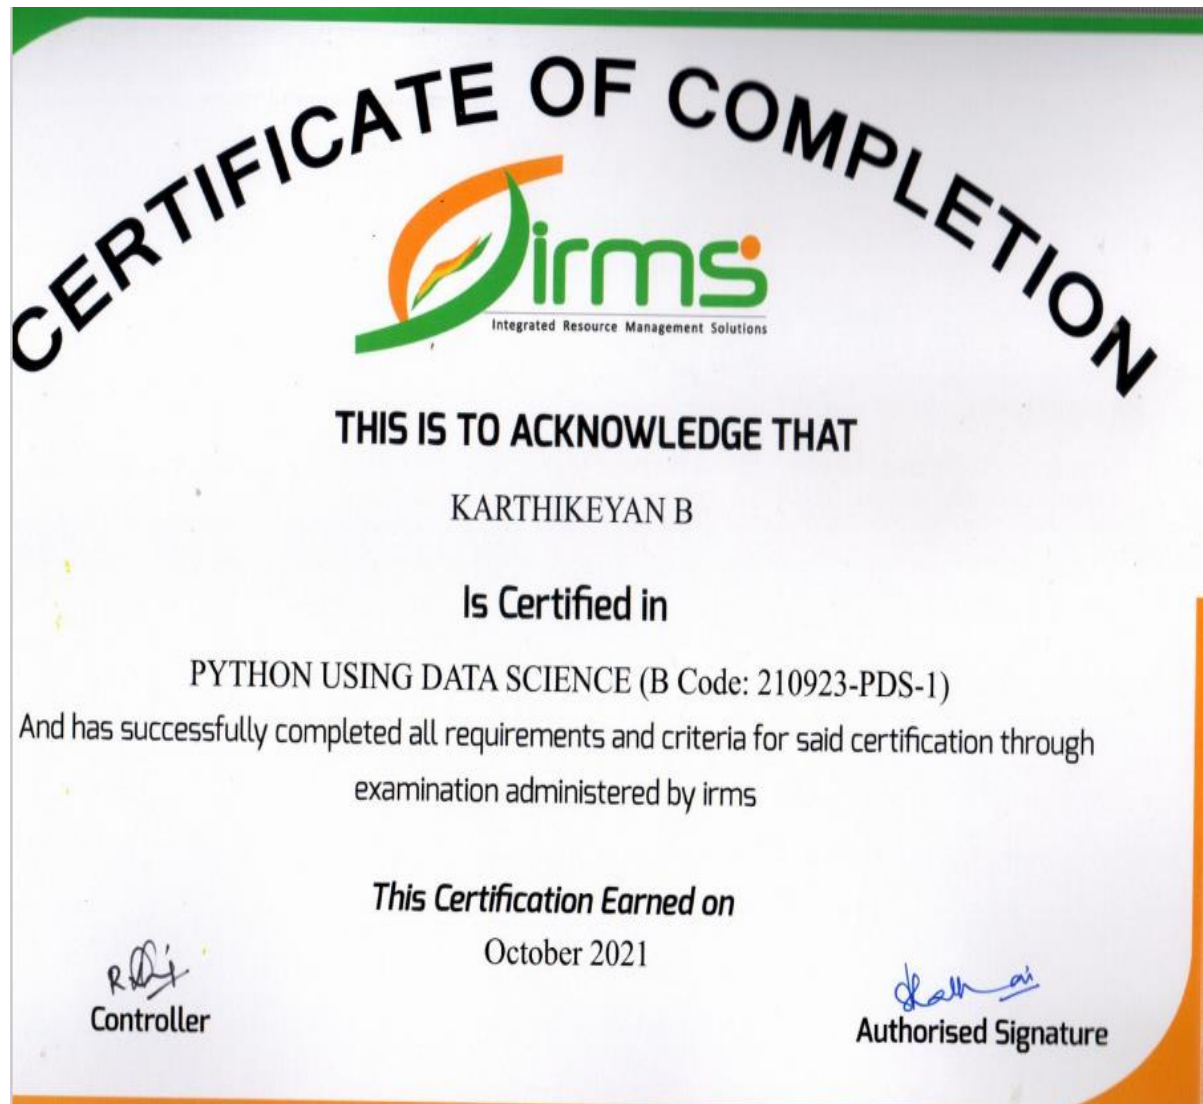 CERTIFICATE OF COMPLETION
irms
Integrated Resource Management Solutions
THIS IS TO ACKNOWLEDGE THAT
KARTHIKEYAN B
Is Certified in
PYTHON USING DATA SCIENCE (B Code: 210923-PDS-1)
And has successfully completed all requirements and criteria for said certification through
examination administered by irms
This Certification Earned on
October 2021
Controller
Authorised Signature